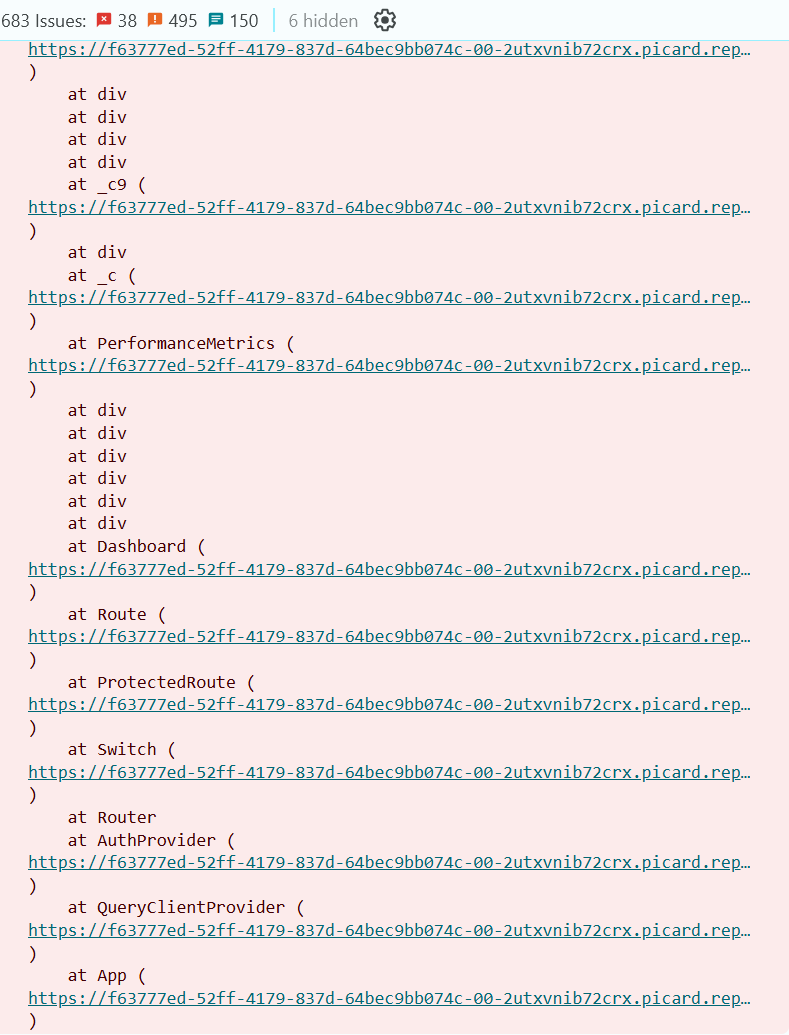 683 Issues: 38 495 150 6 hidden
https://f63777ed-52ff-4179-837d-64bec9bb074c-00-2utxvnib72crx.picard.rep…
)
at div
at div
at div
at div
at _c9 (
https://f63777ed-52ff-4179-837d-64bec9bb074c-00-2utxvnib72crx.picard.rep…
)
at div
at _c (
https://f63777ed-52ff-4179-837d-64bec9bb074c-00-2utxvnib72crx.picard.rep…
)
at PerformanceMetrics (
https://f63777ed-52ff-4179-837d-64bec9bb074c-00-2utxvnib72crx.picard.rep…
)
at div
at div
at div
at div
at div
at div
at Dashboard (
https://f63777ed-52ff-4179-837d-64bec9bb074c-00-2utxvnib72crx.picard.rep…
)
at Route (
https://f63777ed-52ff-4179-837d-64bec9bb074c-00-2utxvnib72crx.picard.rep…
)
at ProtectedRoute (
https://f63777ed-52ff-4179-837d-64bec9bb074c-00-2utxvnib72crx.picard.rep…
)
at Switch (
https://f63777ed-52ff-4179-837d-64bec9bb074c-00-2utxvnib72crx.picard.rep…
)
at Router
at AuthProvider (
https://f63777ed-52ff-4179-837d-64bec9bb074c-00-2utxvnib72crx.picard.rep…
)
at QueryClientProvider (
https://f63777ed-52ff-4179-837d-64bec9bb074c-00-2utxvnib72crx.picard.rep…
)
at App (
https://f63777ed-52ff-4179-837d-64bec9bb074c-00-2utxvnib72crx.picard.rep…
)